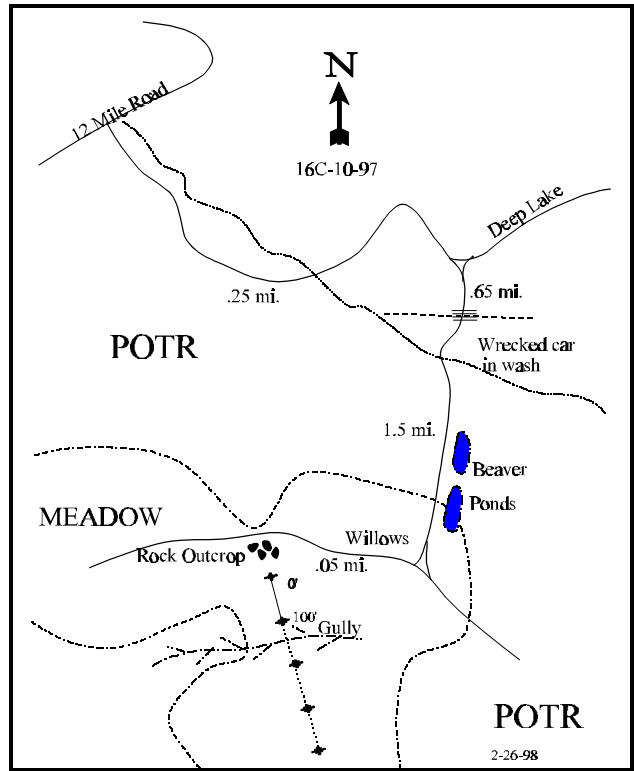 N
12 Mile Road
16C-10-97
Deep Lake
.25 mi.
.65 mi.
POTR
Wrecked car
in wash
1.5 mi.
Beaver
Ponds
MEADOW
Willows
Rock Outcrop
.05 mi.
0'
100'
Gully
POTR
2-26-98